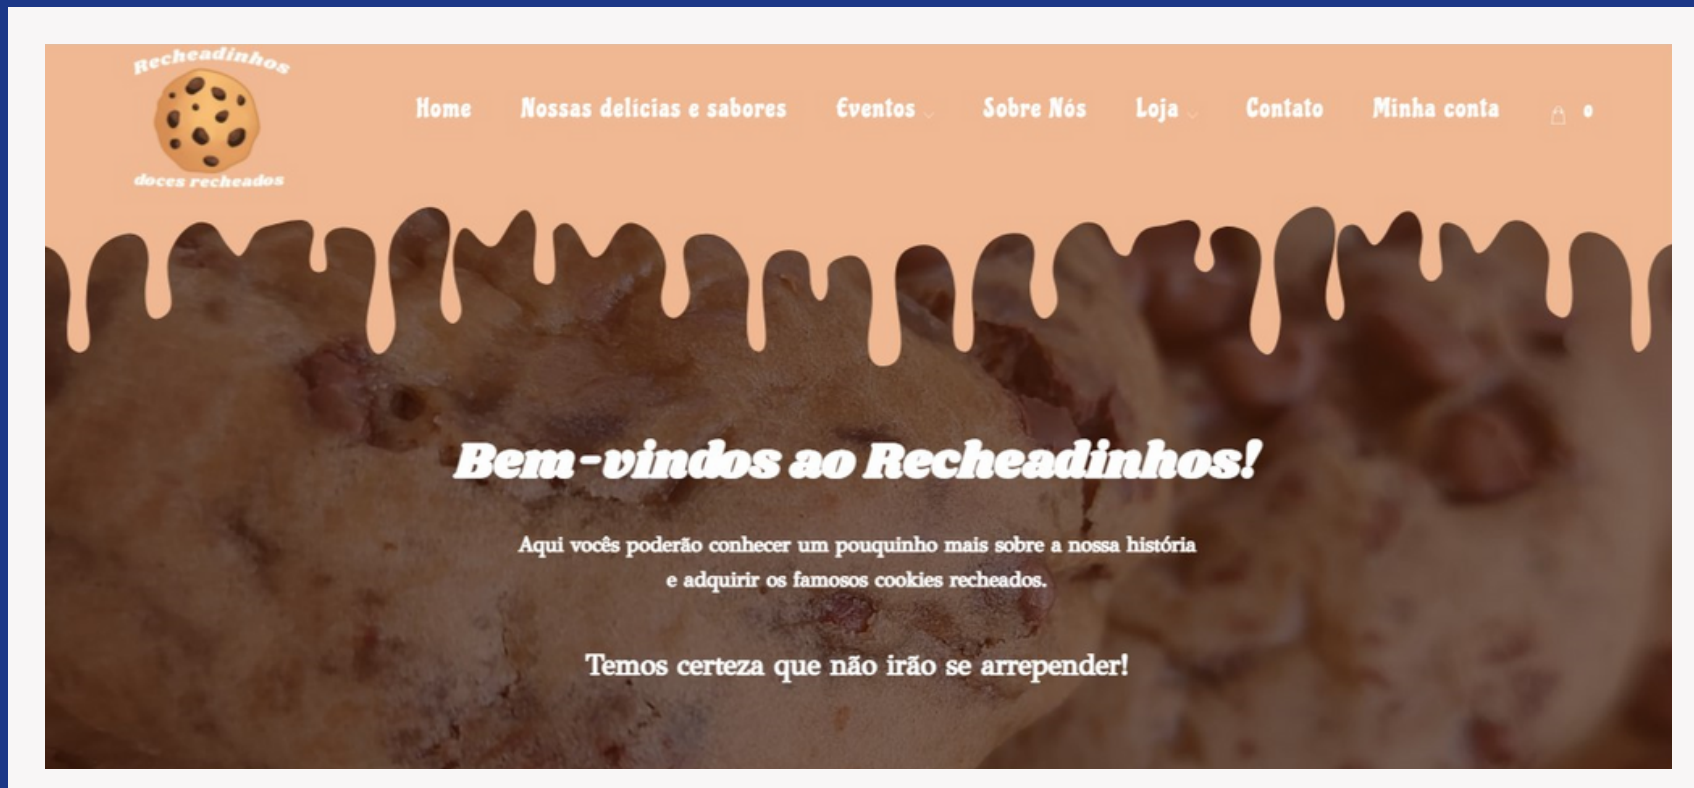 Recheadinhos
doces recheados
Home Nossas delícias e sabores Eventos Sobre Nós Loja Contato Minha conta 0
Bem-vindos ao Recheadinhos!
Aqui vocês poderão conhecer um pouquinho mais sobre a nossa história
e adquirir os famosos cookies recheados.
Temos certeza que não irão se arrepender!